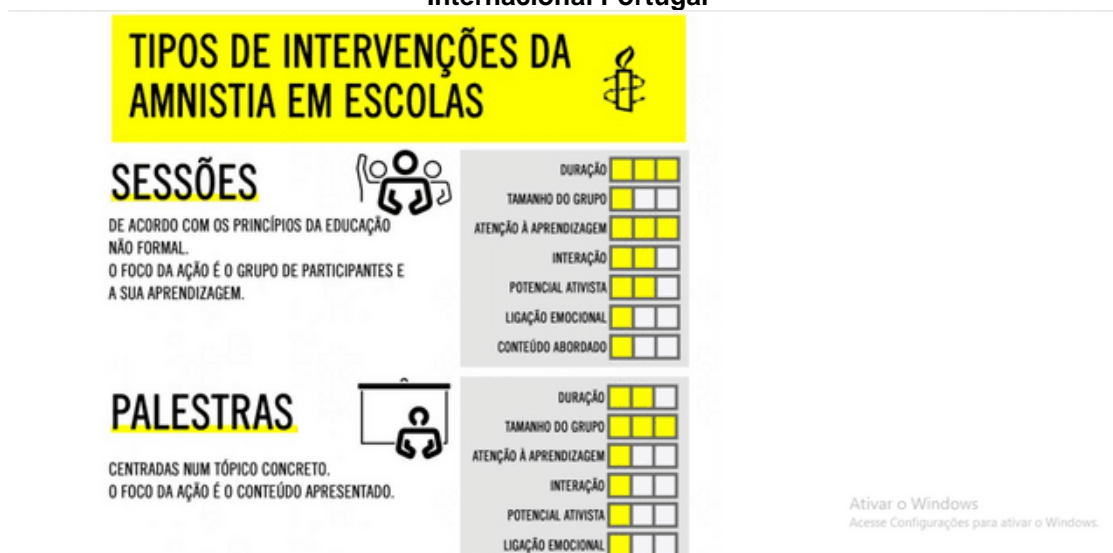 Internacional Portugal
TIPOS DE INTERVENÇÕES DA
AMNISTIA EM ESCOLAS
SESSÕES
DE ACORDO COM OS PRINCÍPIOS DA EDUCAÇÃO
NÃO FORMAL.
O FOCO DA AÇÃO É O GRUPO DE PARTICIPANTES E
A SUA APRENDIZAGEM.
DURAÇÃO
TAMANHO DO GRUPO
ATENÇÃO À APRENDIZAGEM
INTERAÇÃO
POTENCIAL ATIVISTA
LIGAÇÃO EMOCIONAL
CONTEÚDO ABORDADO
PALESTRAS
CENTRADAS NUM TÓPICO CONCRETO.
O FOCO DA AÇÃO É O CONTEÚDO APRESENTADO.
DURAÇÃO
TAMANHO DO GRUPO
ATENÇÃO À APRENDIZAGEM
INTERAÇÃO
POTENCIAL ATIVISTA
LIGAÇÃO EMOCIONAL
Ativar o Windows
Acesse Configurações para ativar o Windows.